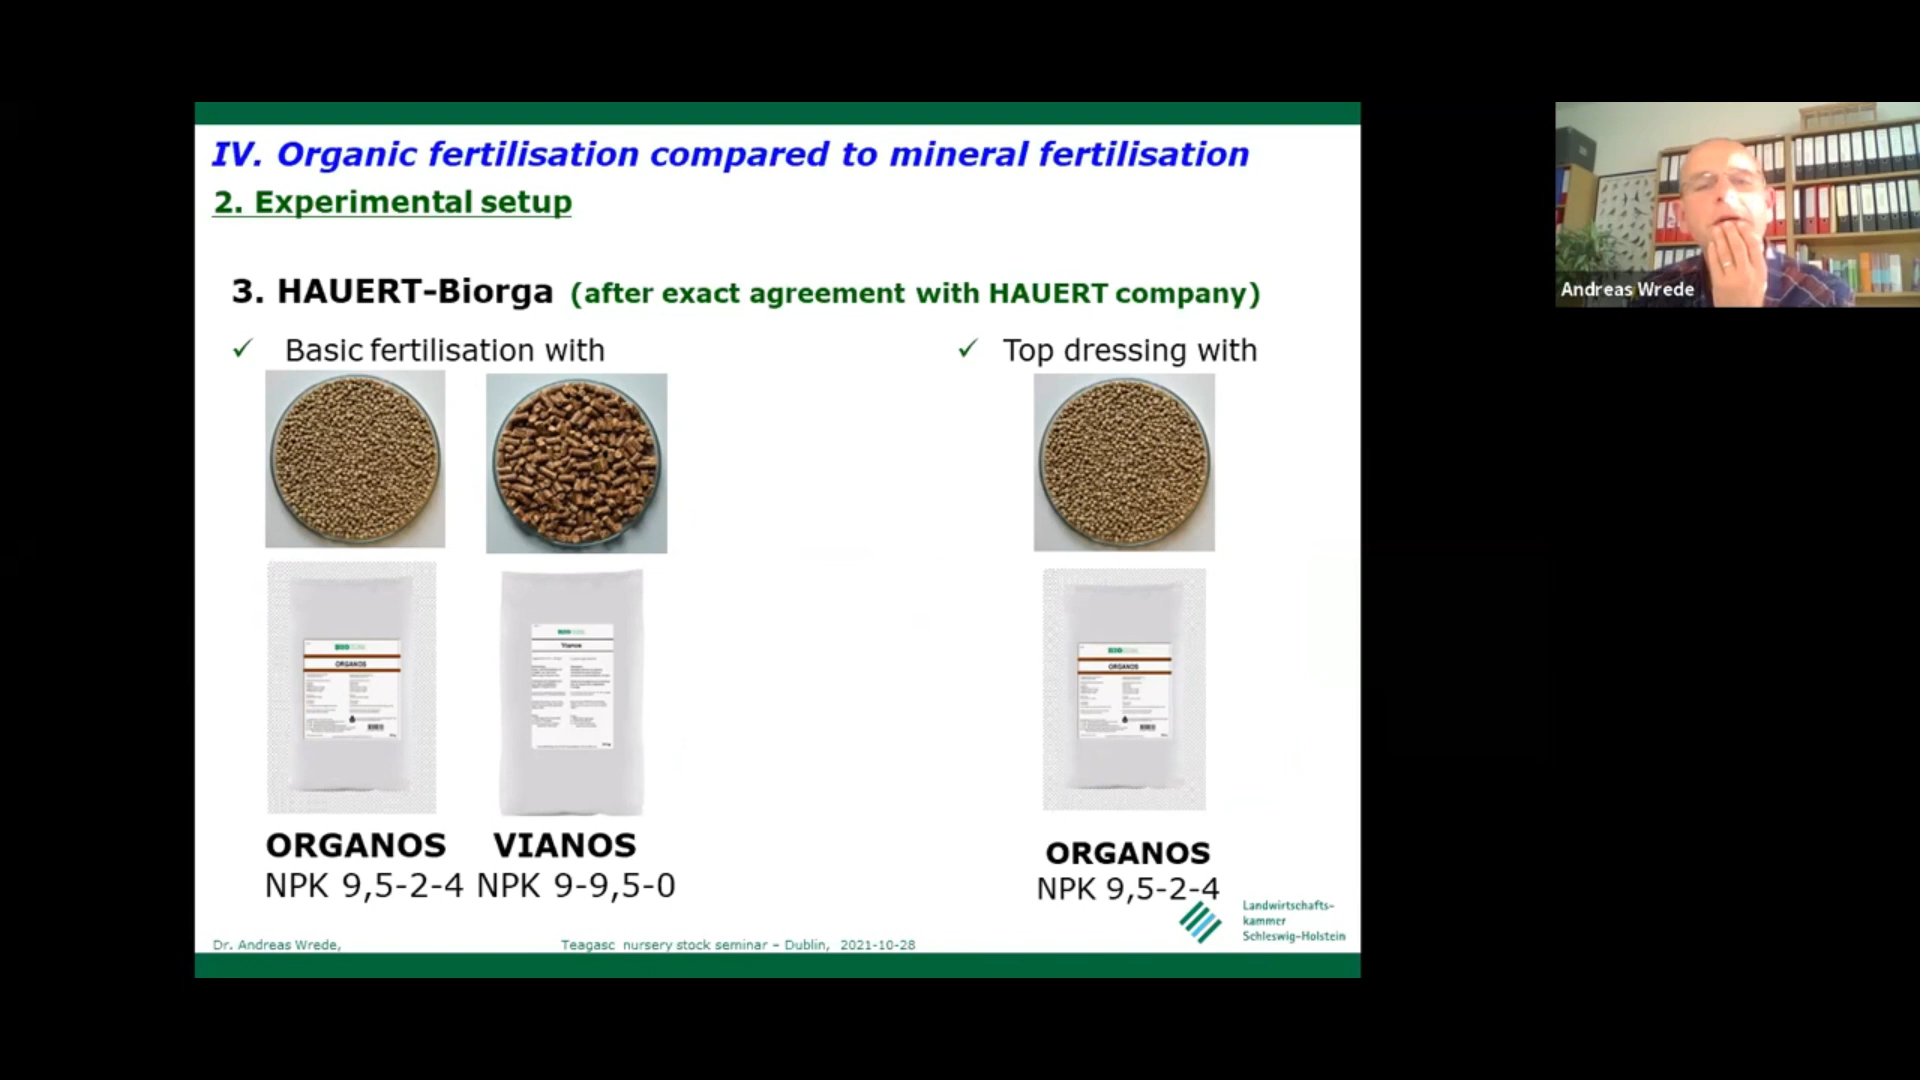 IV. Organic fertilisation compared to mineral fertilisation
2. Experimental setup
3. HAUERT-Biorga (after exact agreement with HAUERT company)
✓ Basic fertilisation with
✓ Top dressing with
ORGANOS
Vianos
ORGANOS
ORGANOS VIANOS
NPK 9,5-2-4 NPK 9-9,5-0
ORGANOS
NPK 9,5-2-4
Landwirtschafts-
kammer
Schleswig-Holstein
Dr. Andreas Wrede,
Teagasc nursery stock seminar – Dublin, 2021-10-28
Andreas Wrede